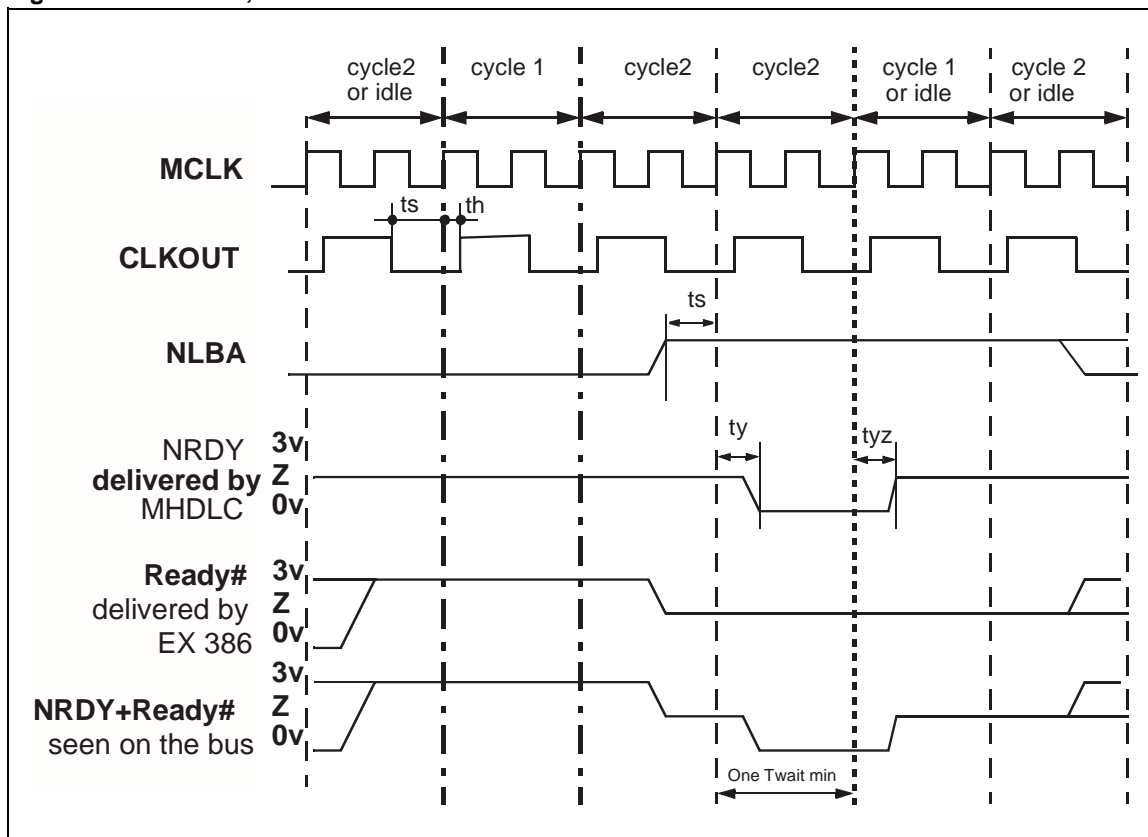 cycle2
or idle
cycle 1
cycle2
cycle2
cycle 1
or idle
cycle 2
or idle
MCLK
ts
th
CLKOUT
ts
NLBA
ty
tyz
NRDY
delivered by
MHDLC
3v
Z
0v
Ready#
delivered by
EX 386
3v
Z
0v
NRDY+Ready#
seen on the bus
3v
Z
0v
One Twait min